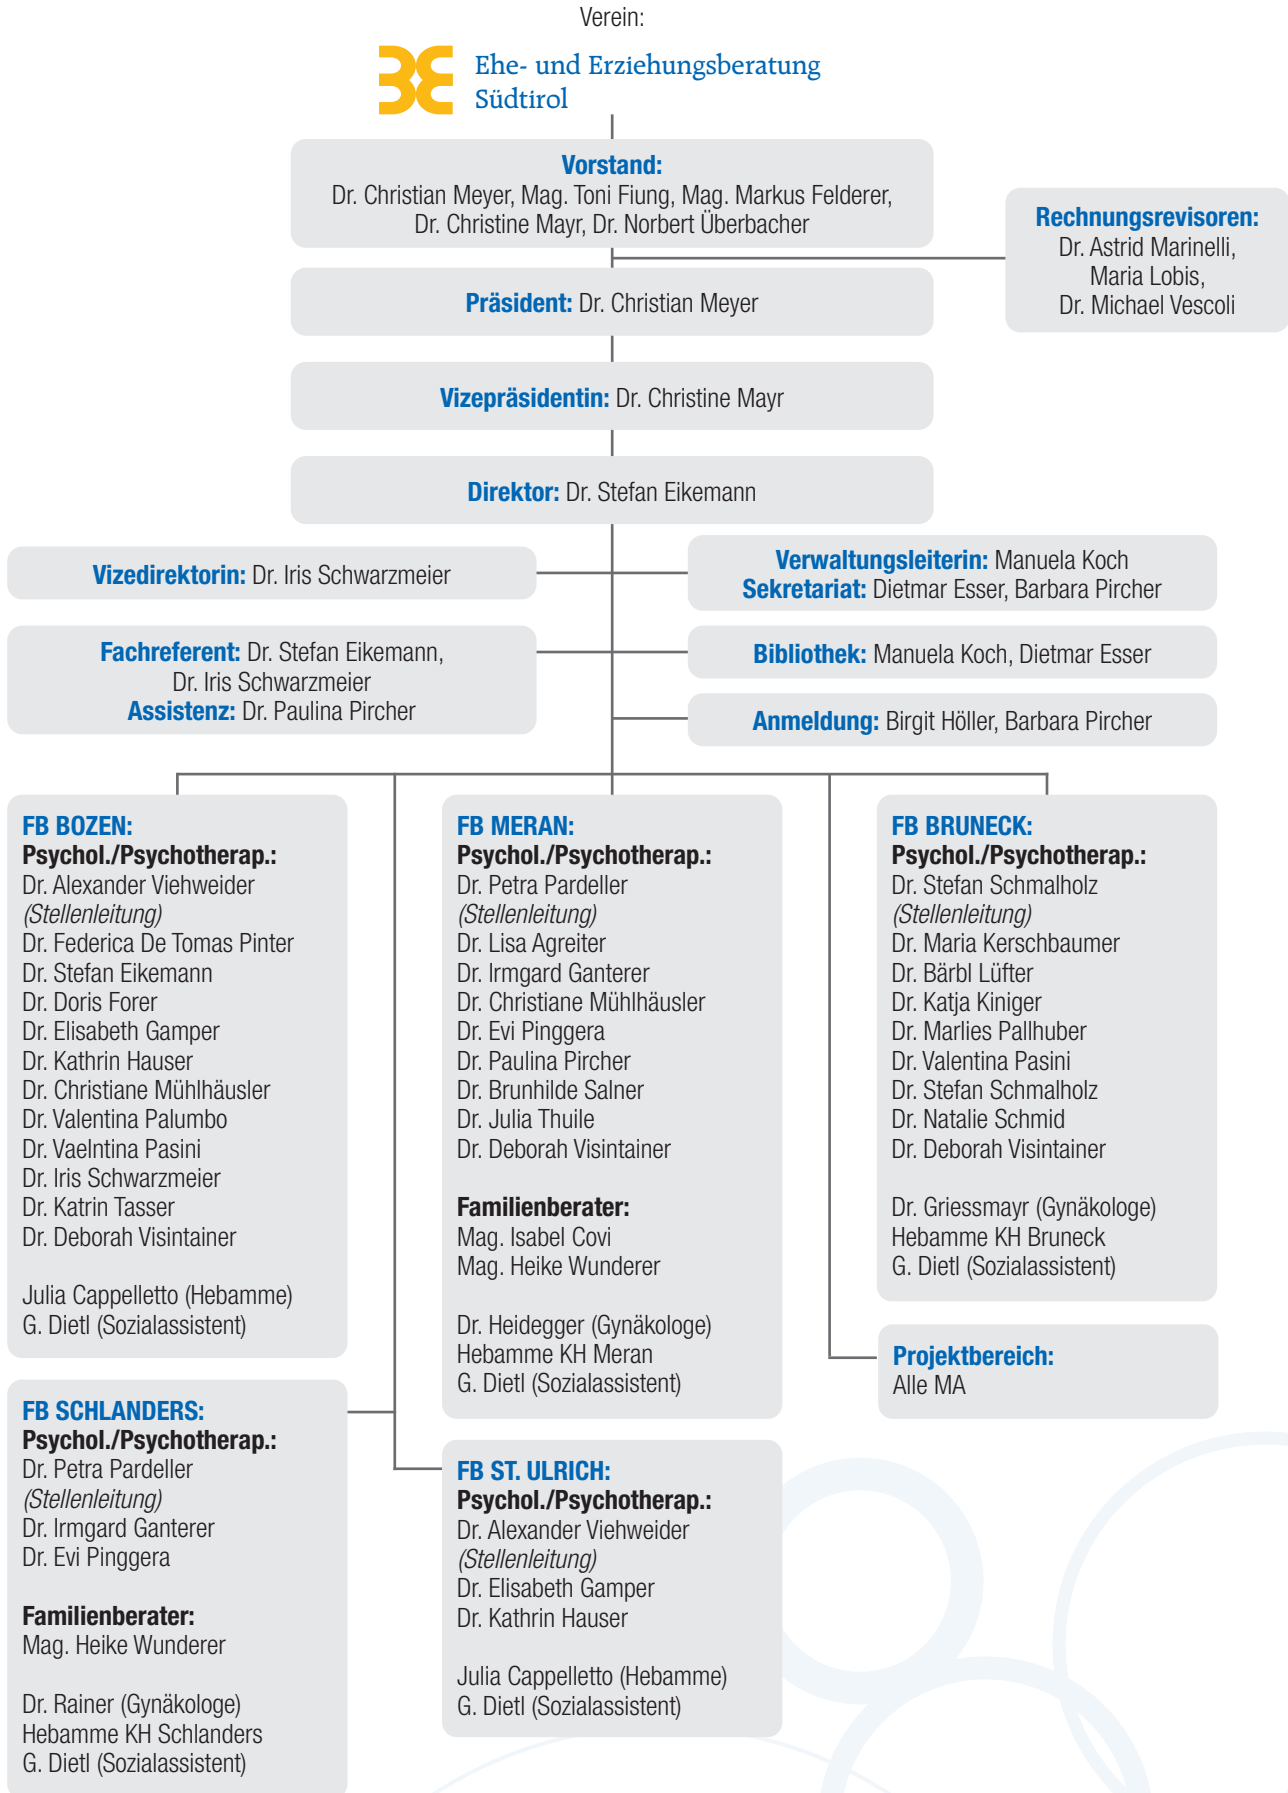 Verein:
Ehe- und Erziehungsberatung
Südtirol
Vorstand:
Dr. Christian Meyer, Mag. Toni Fiung, Mag. Markus Felderer,
Dr. Christine Mayr, Dr. Norbert Überbacher
Rechnungsrevisoren:
Dr. Astrid Marinelli,
Maria Lobis,
Dr. Michael Vescoli
Präsident: Dr. Christian Meyer
Vizepräsidentin: Dr. Christine Mayr
Direktor: Dr. Stefan Eikemann
Vizedirektorin: Dr. Iris Schwarzmeier
Verwaltungsleiterin: Manuela Koch
Sekretariat: Dietmar Esser, Barbara Pircher
Fachreferent: Dr. Stefan Eikemann,
Dr. Iris Schwarzmeier
Assistenz: Dr. Paulina Pircher
Bibliothek: Manuela Koch, Dietmar Esser
Anmeldung: Birgit Höller, Barbara Pircher
FB BOZEN:
Psychol./Psychotherap.:
Dr. Alexander Viehweider
(Stellenleitung)
Dr. Federica De Tomas Pinter
Dr. Stefan Eikemann
Dr. Doris Forer
Dr. Elisabeth Gamper
Dr. Kathrin Hauser
Dr. Christiane Mühlhäusler
Dr. Valentina Palumbo
Dr. Vaelntina Pasini
Dr. Iris Schwarzmeier
Dr. Katrin Tasser
Dr. Deborah Visintainer
Julia Cappelletto (Hebamme)
G. Dietl (Sozialassistent)
FB MERAN:
Psychol./Psychotherap.:
Dr. Petra Pardeller
(Stellenleitung)
Dr. Lisa Agreiter
Dr. Irmgard Ganterer
Dr. Christiane Mühlhäusler
Dr. Evi Pinggera
Dr. Paulina Pircher
Dr. Brunhilde Salner
Dr. Julia Thuile
Dr. Deborah Visintainer
Familienberater:
Mag. Isabel Covi
Mag. Heike Wunderer
Dr. Heidegger (Gynäkologe)
Hebamme KH Meran
G. Dietl (Sozialassistent)
FB BRUNECK:
Psychol./Psychotherap.:
Dr. Stefan Schmalholz
(Stellenleitung)
Dr. Maria Kerschbaumer
Dr. Bärbl Lüfter
Dr. Katja Kiniger
Dr. Marlies Pallhuber
Dr. Valentina Pasini
Dr. Stefan Schmalholz
Dr. Natalie Schmid
Dr. Deborah Visintainer
Dr. Griessmayr (Gynäkologe)
Hebamme KH Bruneck
G. Dietl (Sozialassistent)
Projektbereich:
Alle MA
FB SCHLANDERS:
Psychol./Psychotherap.:
Dr. Petra Pardeller
(Stellenleitung)
Dr. Irmgard Ganterer
Dr. Evi Pinggera
Familienberater:
Mag. Heike Wunderer
Dr. Rainer (Gynäkologe)
Hebamme KH Schlanders
G. Dietl (Sozialassistent)
FB ST. ULRICH:
Psychol./Psychotherap.:
Dr. Alexander Viehweider
(Stellenleitung)
Dr. Elisabeth Gamper
Dr. Kathrin Hauser
Julia Cappelletto (Hebamme)
G. Dietl (Sozialassistent)